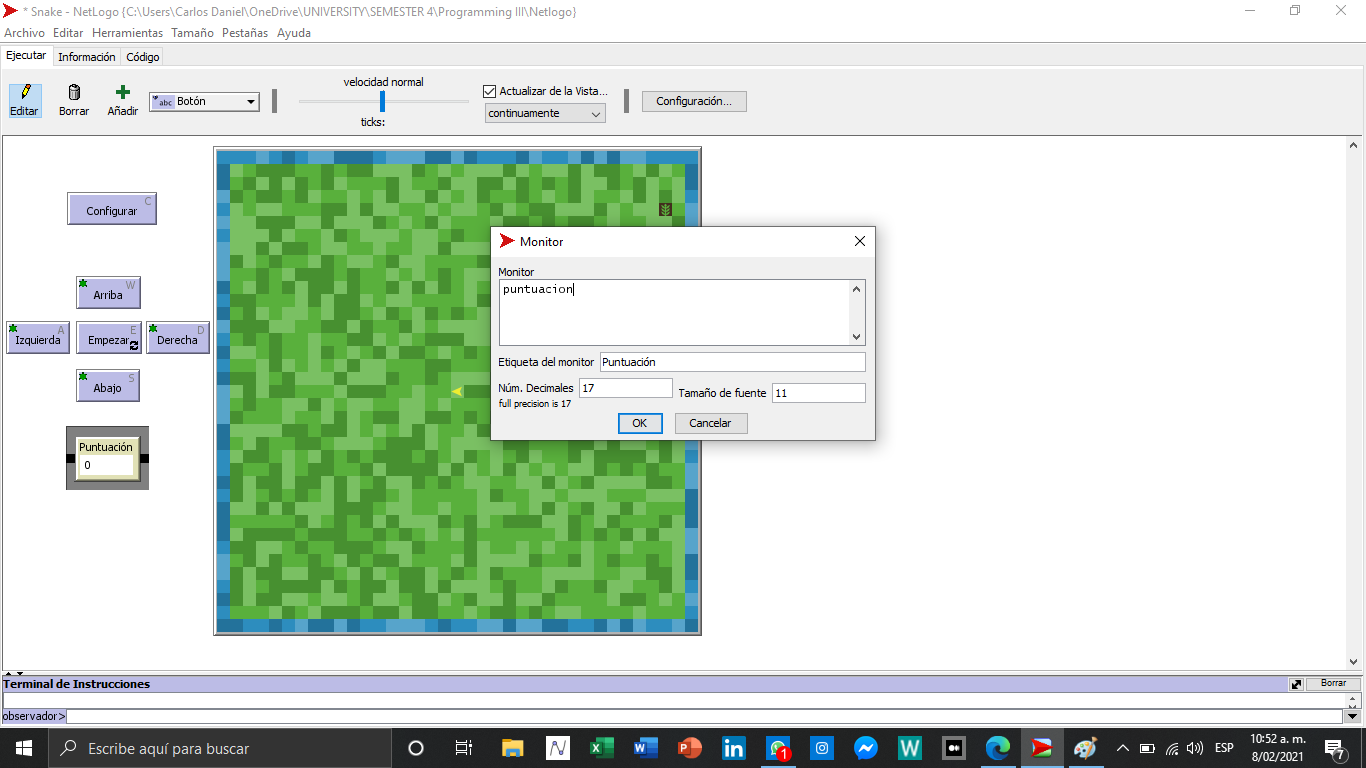 * Snake - NetLogo {C:\Users\Carlos Daniel\OneDrive\UNIVERSITY\SEMESTER 4\Programming III\Netlogo}
Archivo Editar Herramientas Tamaño Pestañas Ayuda
Ejecutar Información Código
Editar Borrar Añadir abc Botón
velocidad normal
ticks:
Actualizar de la Vista...
continuamente
Configuración...
Configurar C
Arriba W
Izquierda A
Empezar E
Derecha D
Abajo S
Puntuación
0
Monitor
Monitor
puntuacion
Etiqueta del monitor Puntuación
Núm. Decimales 17
full precision is 17
Tamaño de fuente 11
OK Cancelar
Terminal de Instrucciones Borrar
observador>
Escribe aquí para buscar
1
ESP
10:52 a. m.
8/02/2021
7